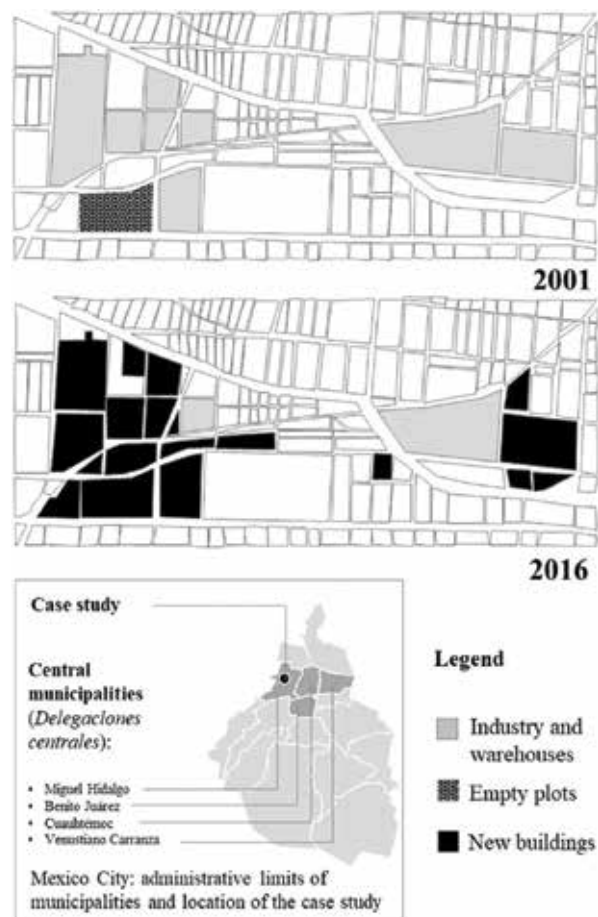 2001
2016
Case study
Central
municipalities
(Delegaciones
centrales):
• Miguel Hidalgo
• Benito Juárez
• Cuauhtémoc
• Venustiano Carranza
Mexico City: administrative limits of
municipalities and location of the case study
Legend
Industry and
warehouses
Empty plots
New buildings